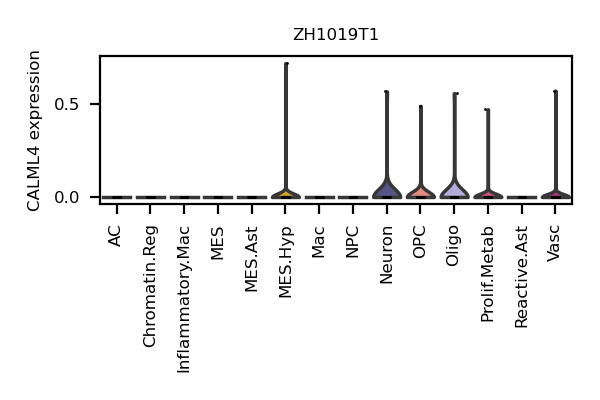 ZH1019T1
CALML4 expression
0.5
0.0
AC
Chromatin.Reg
Inflammatory.Mac
MES
MES.Ast
MES.Hyp
Mac
NPC
Neuron
OPC
Oligo
Prolif.Metab
Reactive.Ast
Vasc